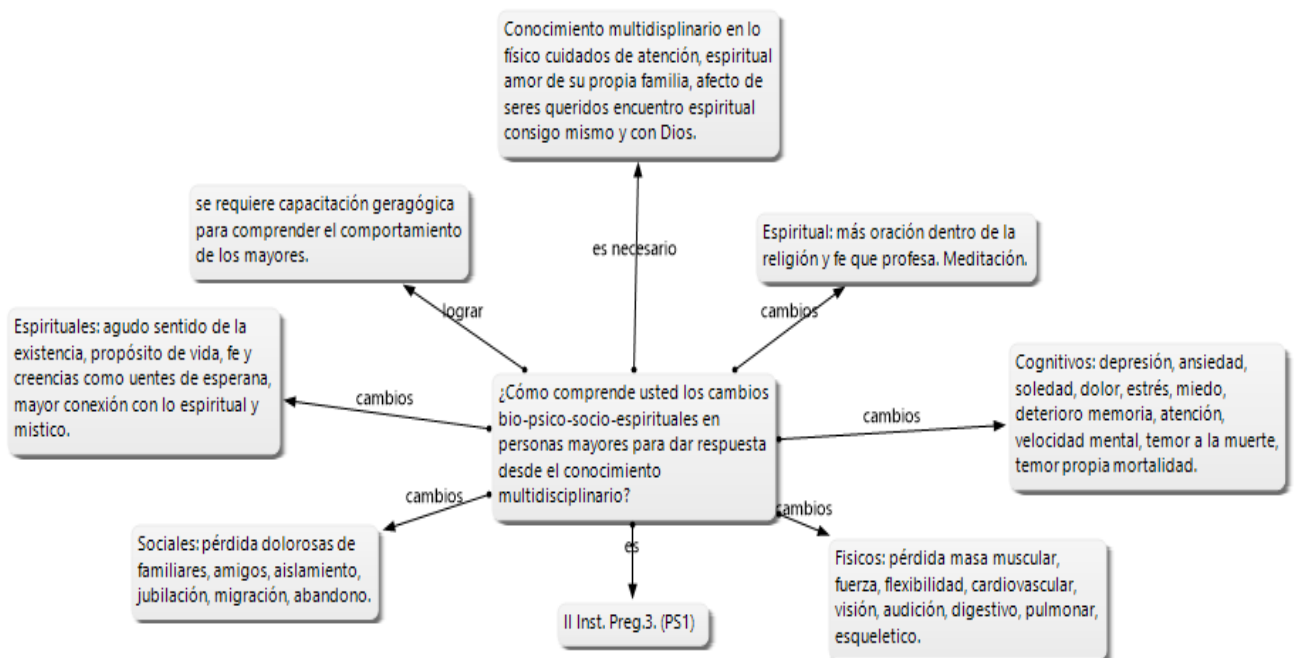 Conocimiento multidisplinario en lo
físico cuidados de atención, espiritual
amor de su propia familia, afecto de
seres queridos encuentro espiritual
consigo mismo y con Dios.
se requiere capacitación geragógica
para comprender el comportamiento
de los mayores.
es necesario
Espiritual: más oración dentro de la
religión y fe que profesa. Meditación.
lograr
cambios
Espirituales: agudo sentido de la
existencia, propósito de vida, fe y
creencias como uentes de esperana,
mayor conexión con lo espiritual y
mistico.
cambios
¿Cómo comprende usted los cambios
bio-psico-socio-espirituales en
personas mayores para dar respuesta
desde el conocimiento
multidisciplinario?
cambios
Cognitivos: depresión, ansiedad,
soledad, dolor, estrés, miedo,
deterioro memoria, atención,
velocidad mental, temor a la muerte,
temor propia mortalidad.
cambios
cambios
Sociales: pérdida dolorosas de
familiares, amigos, aislamiento,
jubilación, migración, abandono.
es
Fisicos: pérdida masa muscular,
fuerza, flexibilidad, cardiovascular,
visión, audición, digestivo, pulmonar,
esqueletico.
II Inst. Preg.3. (PS1)